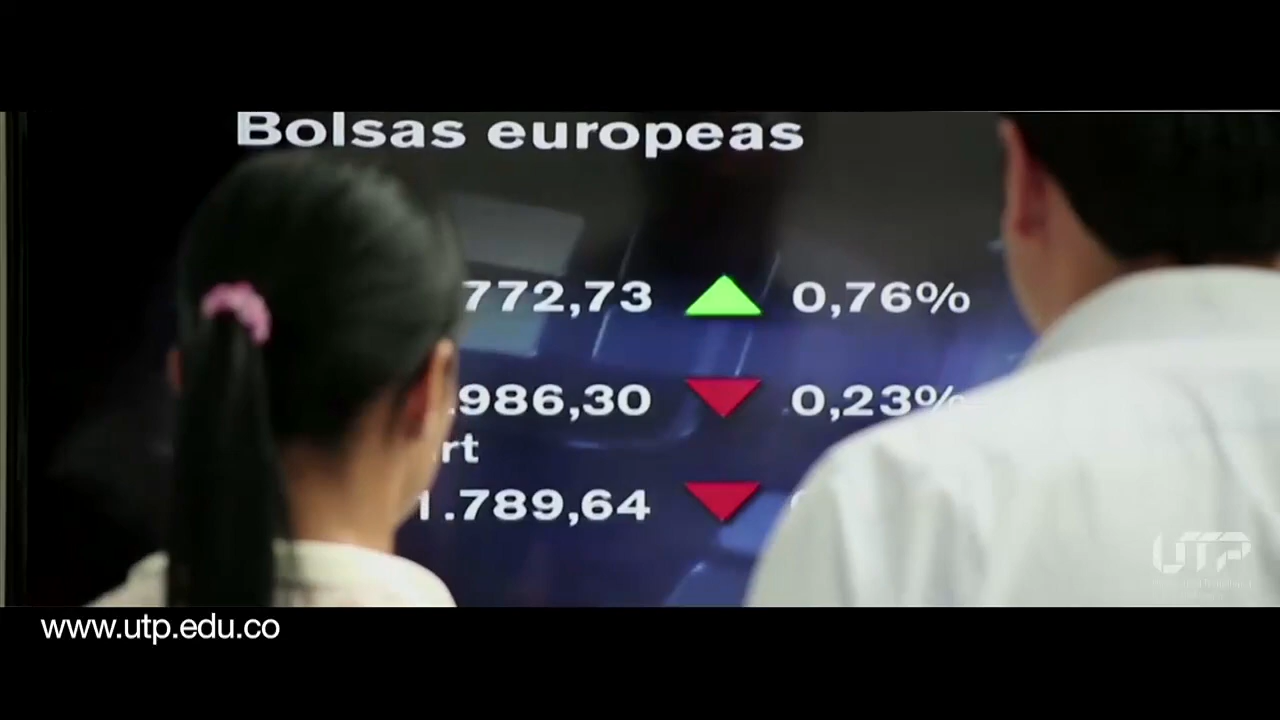 Bolsas europeas
772,73 0,76%
.986,30 0,23%
rt
1.789,64
UTP
www.utp.edu.co